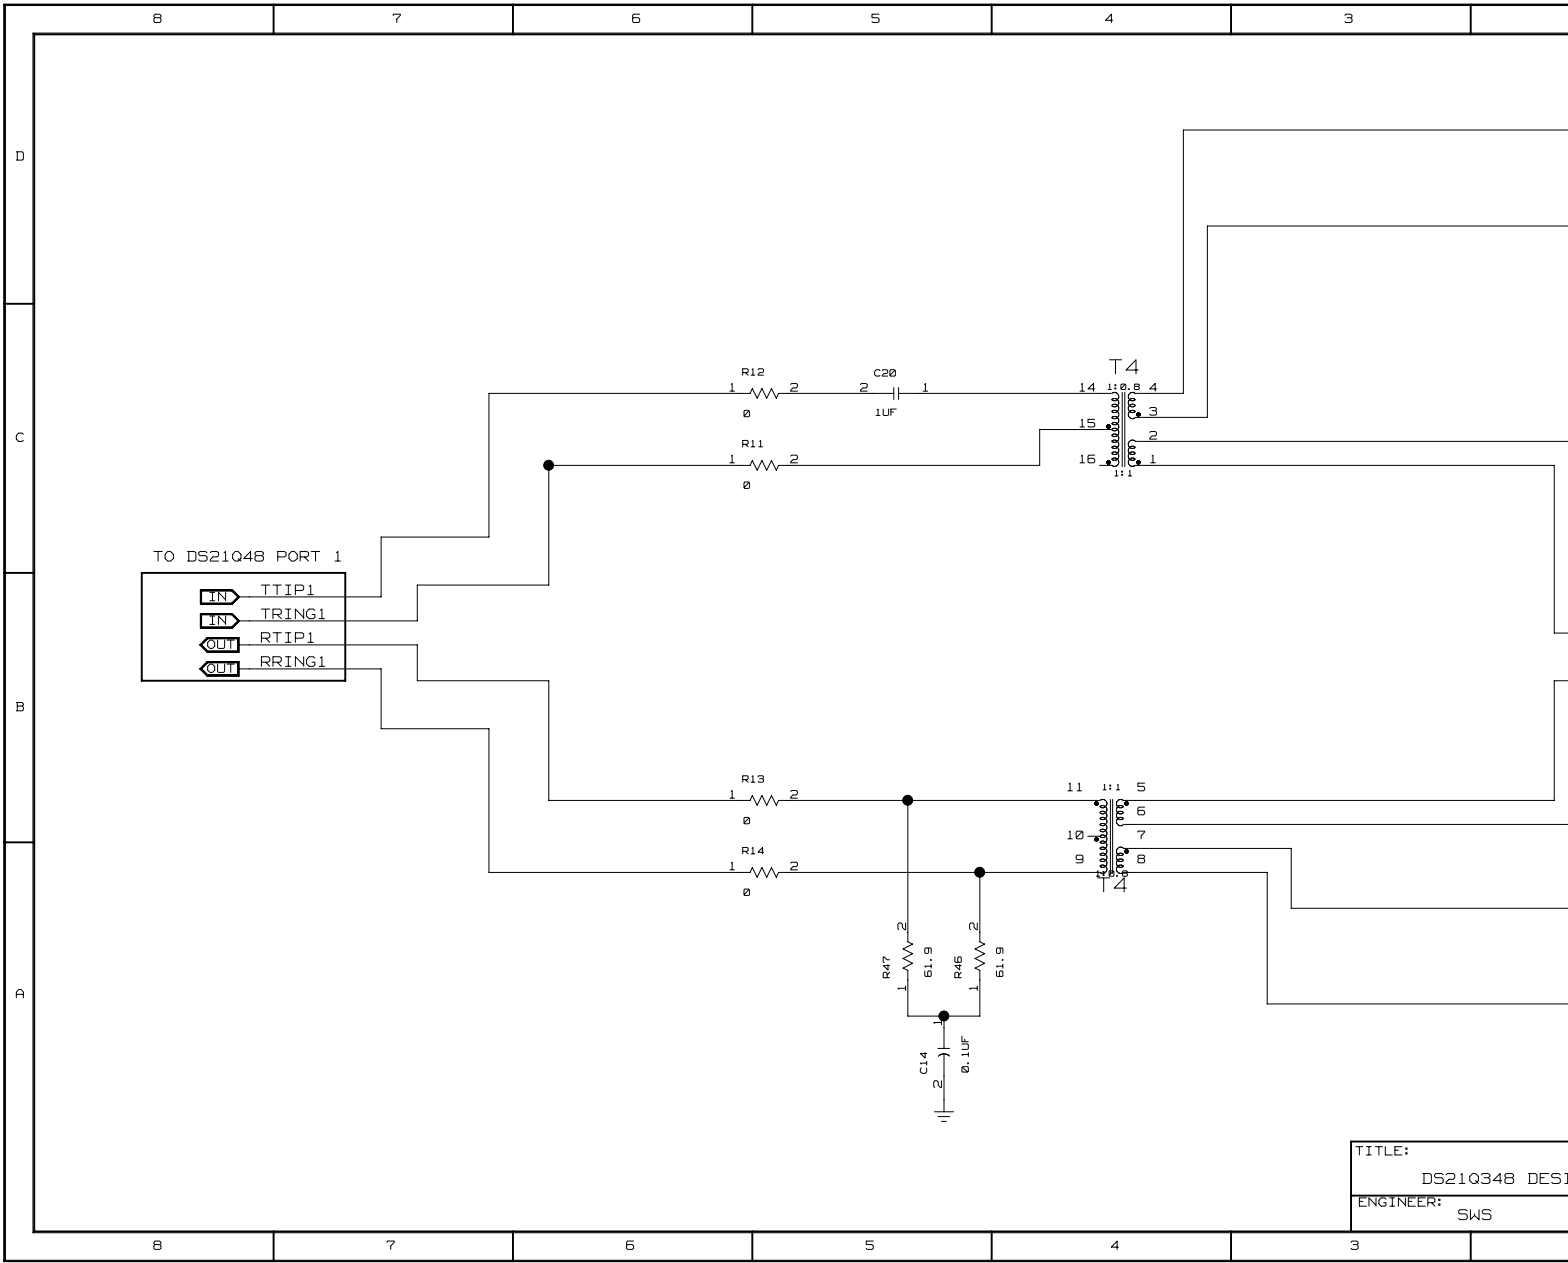 8 7 6 5 4 3
D
T4
R12 C20
1 2 2 1 14 1:0.8 4
0 1UF
3
15
C
R11
2
1 2 16 1
1:1
0
TO DS21Q48 PORT 1
IN TTIP1
IN TRING1
OUT RTIP1
OUT RRING1
B
R13 11 1:1 5
1 2
6
0
10 7
R14 9 8
1 2
T4
0
2 2
R47 61.9 R46 61.9
1 1
A
1
C14 0.1UF
2
TITLE:
DS21Q348
ENGINEER:
SWS
8 7 6 5 4 3